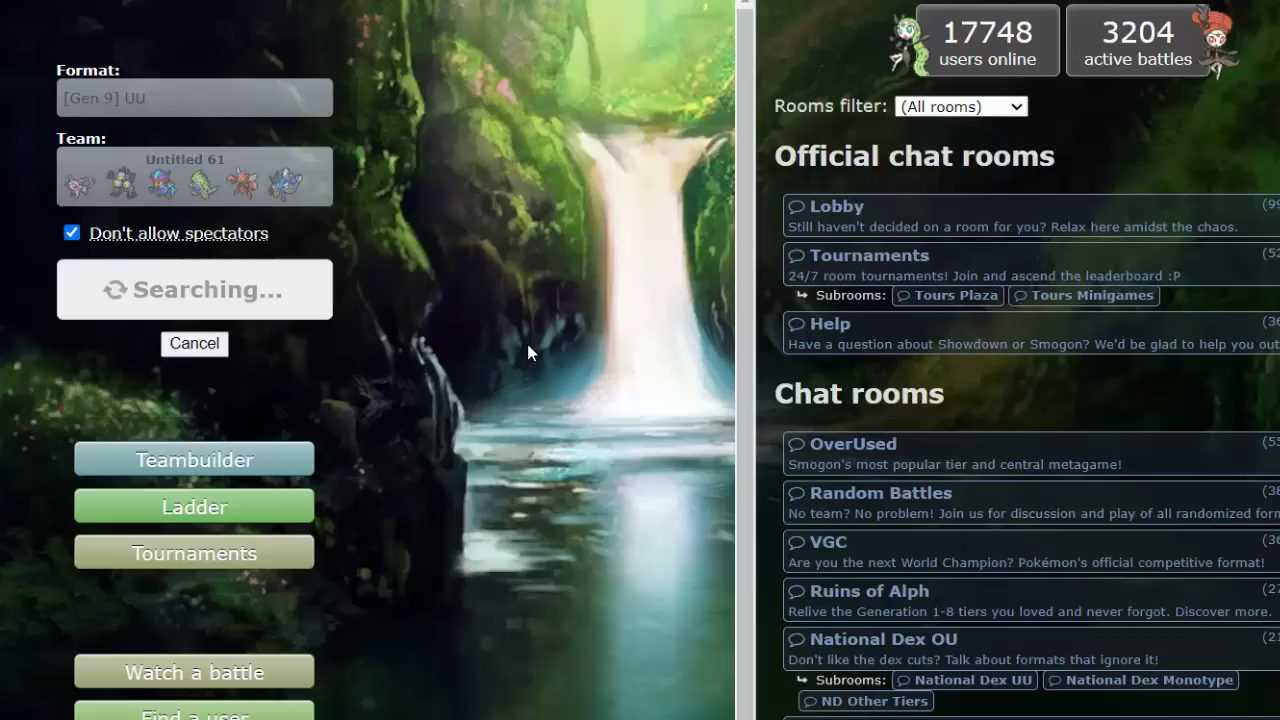 Format:
[Gen 9] UU
Team:
Untitled 61
Don't allow spectators
Searching...
Cancel
Teambuilder
Ladder
Tournaments
Watch a battle
Find a user
17748
users online
3204
active battles
Rooms filter: (All rooms)
Official chat rooms
Lobby
Still haven't decided on a room for you? Relax here amidst the chaos.
Tournaments
24/7 room tournaments! Join and ascend the leaderboard :P
Subrooms: Tours Plaza Tours Minigames
Help
Have a question about Showdown or Smogon? We'd be glad to help you out
Chat rooms
OverUsed
Smogon's most popular tier and central metagame!
Random Battles
No team? No problem! Join us for discussion and play of all randomized
VGC
Are you the next World Champion? Pokémon's official competitive format!
Ruins of Alph
Relive the Generation 1-8 tiers you loved and never forgot. Discover more.
National Dex OU
Don't like the dex cuts? Talk about formats that ignore it!
Subrooms: National Dex UU National Dex Monotype
ND Other Tiers